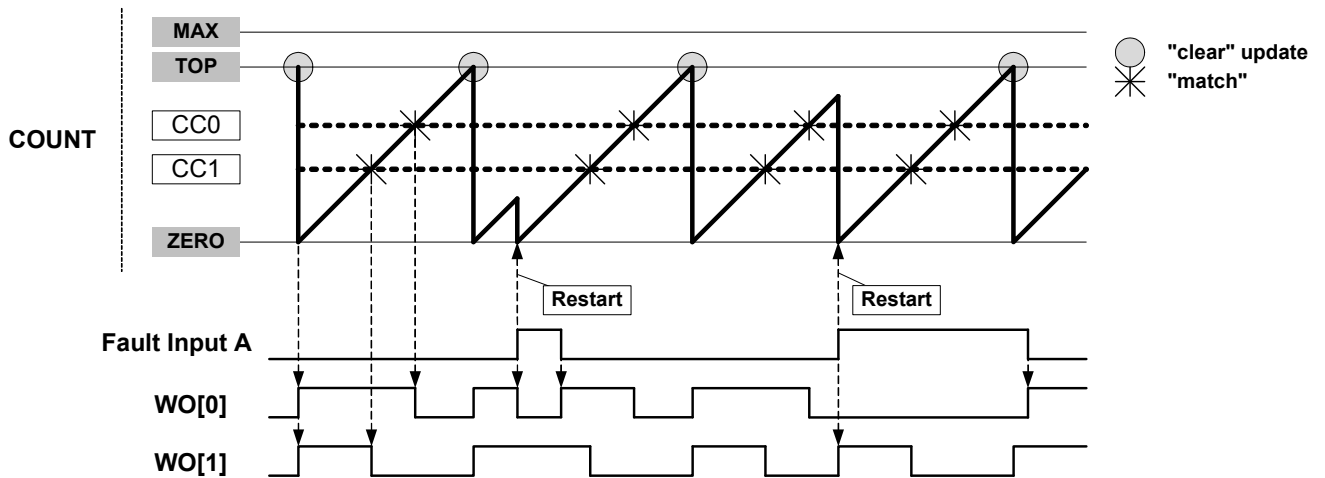 MAX
TOP
"clear" update
"match"
CC0
COUNT
CC1
ZERO
Restart
Restart
Fault Input A
WO[0]
WO[1]